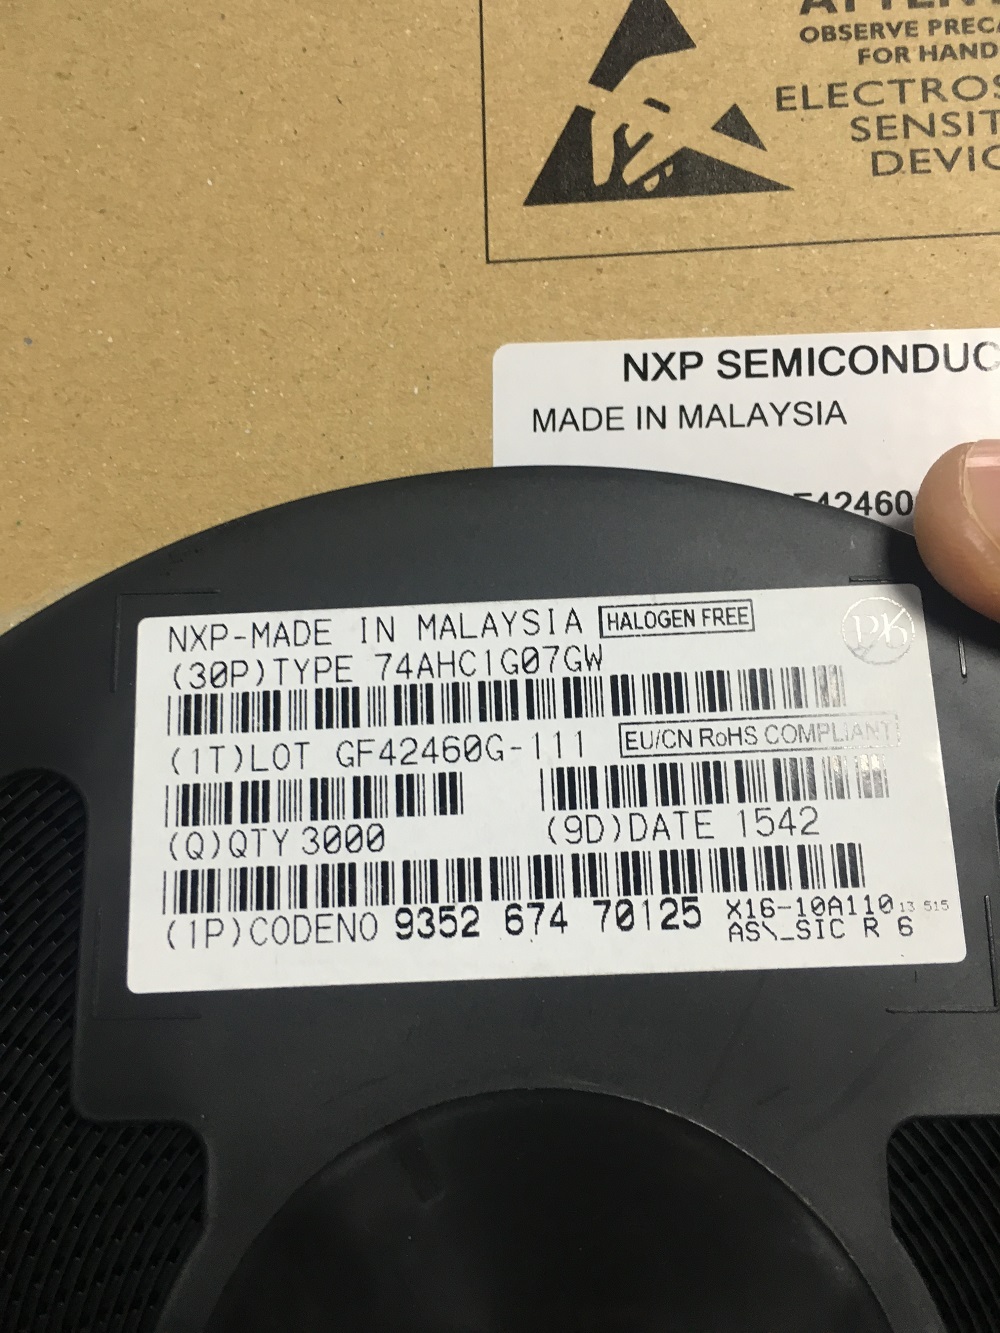 OBSERVE PRECA
FOR HAND
ELECTROS
SENSIT
DEVIC
NXP SEMICONDUC
MADE IN MALAYSIA
42460
NXP-MADE IN MALAYSIA HALOGEN FREE
(30P)TYPE 74AHC1G07GW
(1T)LOT GF42460G-111 EU/CN RoHS COMPLIANT
(Q)QTY 3000 (9D)DATE 1542
(1P)CODENO 9352 674 70125 X16-10A110 13 515
AS\_SIC R 6